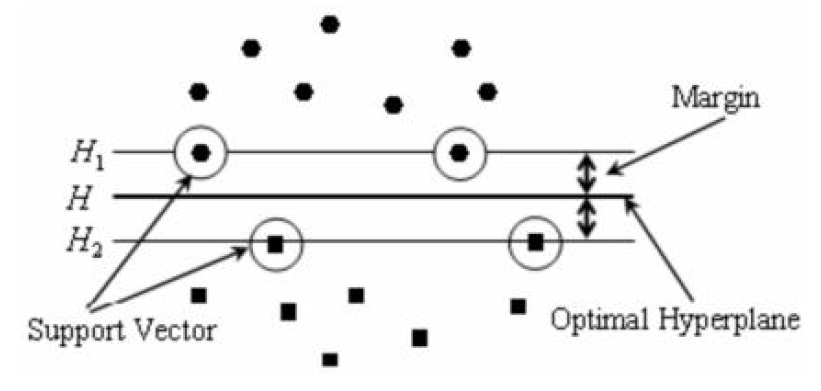 Margin
H1
H
H2
Support Vector
Optimal Hyperplane